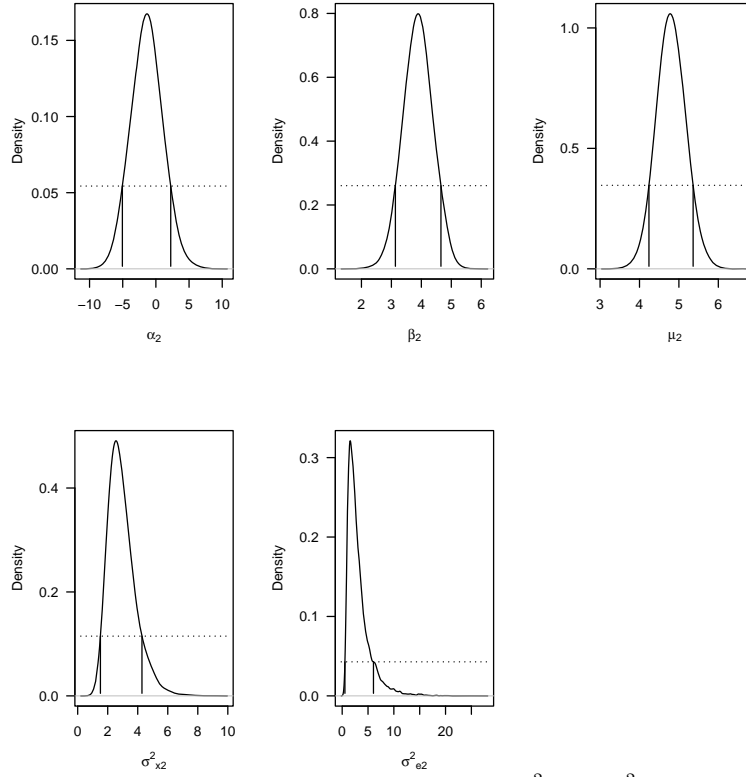 Density
0.00 0.05 0.10 0.15
−10 −5 0 5 10
α2
Density
0.0 0.2 0.4 0.6 0.8
2 3 4 5 6
β2
Density
0.0 0.5 1.0
3 4 5 6
μ2
Density
0.0 0.2 0.4
0 2 4 6 8 10
σ²x2
Density
0.0 0.1 0.2 0.3
0 5 10 20
σ²e2
2 2